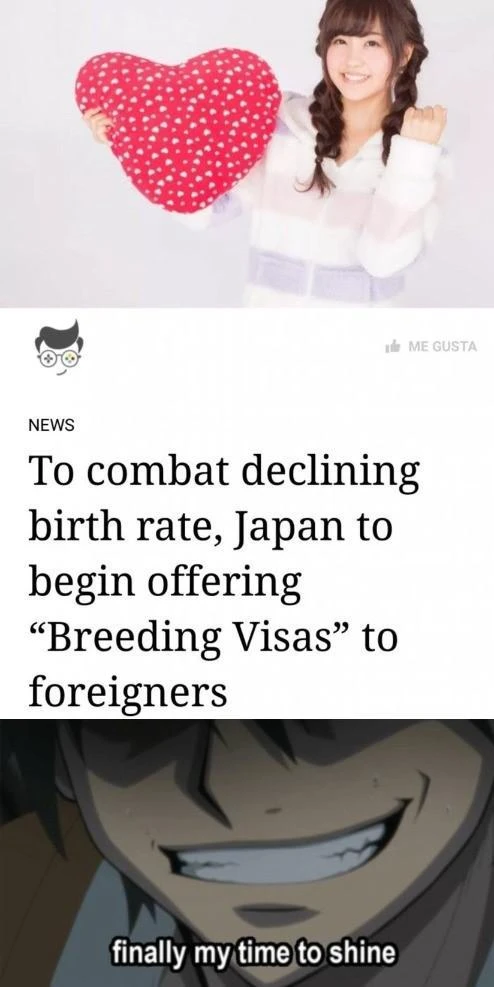 ME GUSTA
NEWS
To combat declining
birth rate, Japan to
begin offering
“Breeding Visas” to
foreigners
finally my time to shine